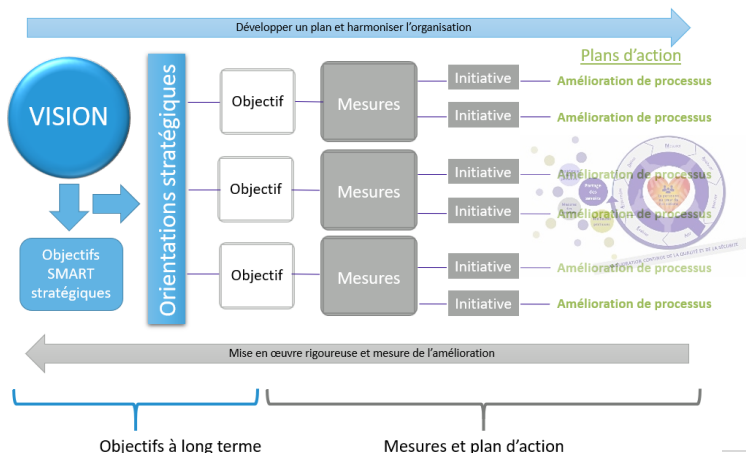 Développer un plan et harmoniser l'organisation
Plans d'action
VISION
Objectifs
SMART
stratégiques
Orientations stratégiques
Objectif
Mesures
Initiative
Amélioration de processus
Initiative
Amélioration de processus
Objectif
Mesures
Initiative
Amélioration de processus
Initiative
Amélioration de processus
Objectif
Mesures
Initiative
Amélioration de processus
Initiative
Amélioration de processus
Partage
des
Mise en œuvre rigoureuse et mesure de l'amélioration
Objectifs à long terme
Mesures et plan d'action